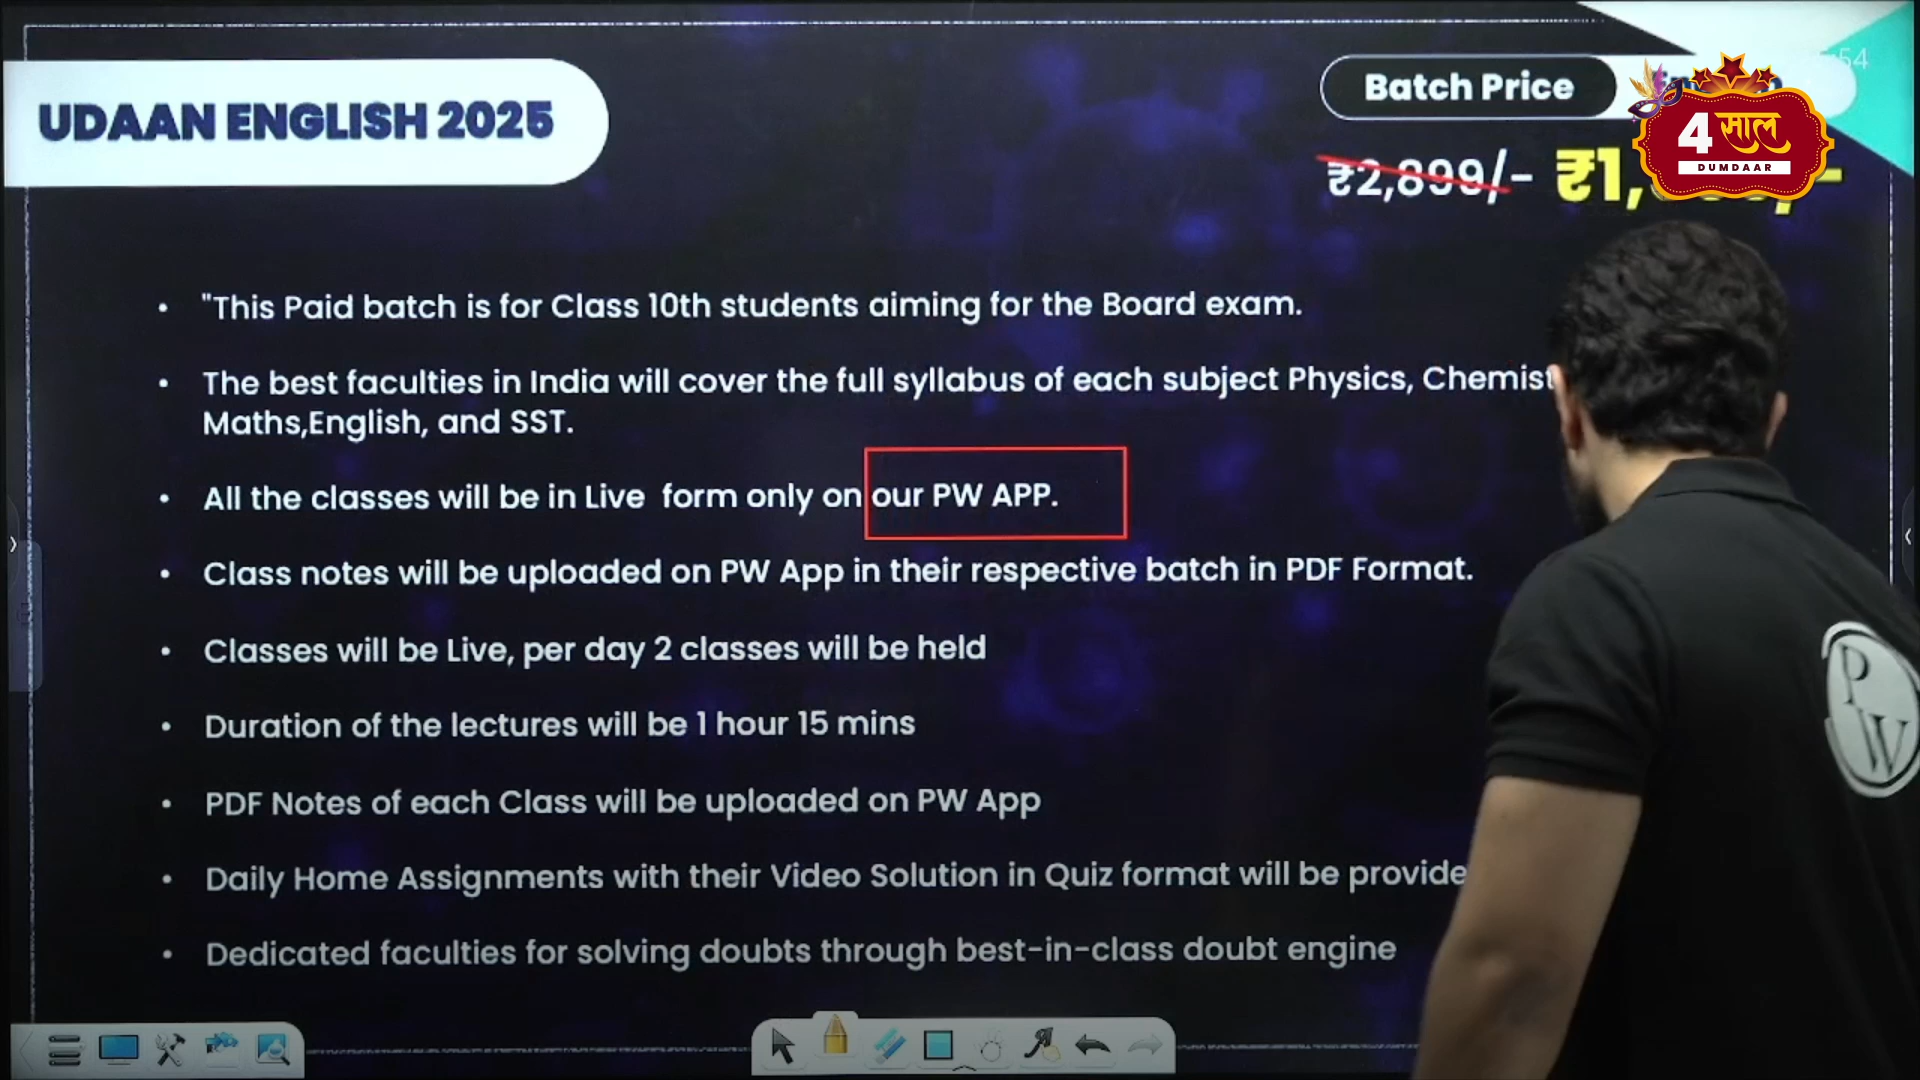 UDAAN ENGLISH 2025
Batch Price
54
4 साल
DUMDAAR
₹2,899/- ₹1,
• "This Paid batch is for Class 10th students aiming for the Board exam.
• The best faculties in India will cover the full syllabus of each subject Physics,
Maths,English, and SST.
• All the classes will be in Live form only on our PW APP.
• Class notes will be uploaded on PW App in their respective batch in PDF Format.
• Classes will be Live, per day 2 classes will be held
• Duration of the lectures will be 1 hour 15 mins
• PDF Notes of each Class will be uploaded on PW App
• Daily Home Assignments with their Video Solution in Quiz format will be
• Dedicated faculties for solving doubts through best-in-class doubt engine
PW